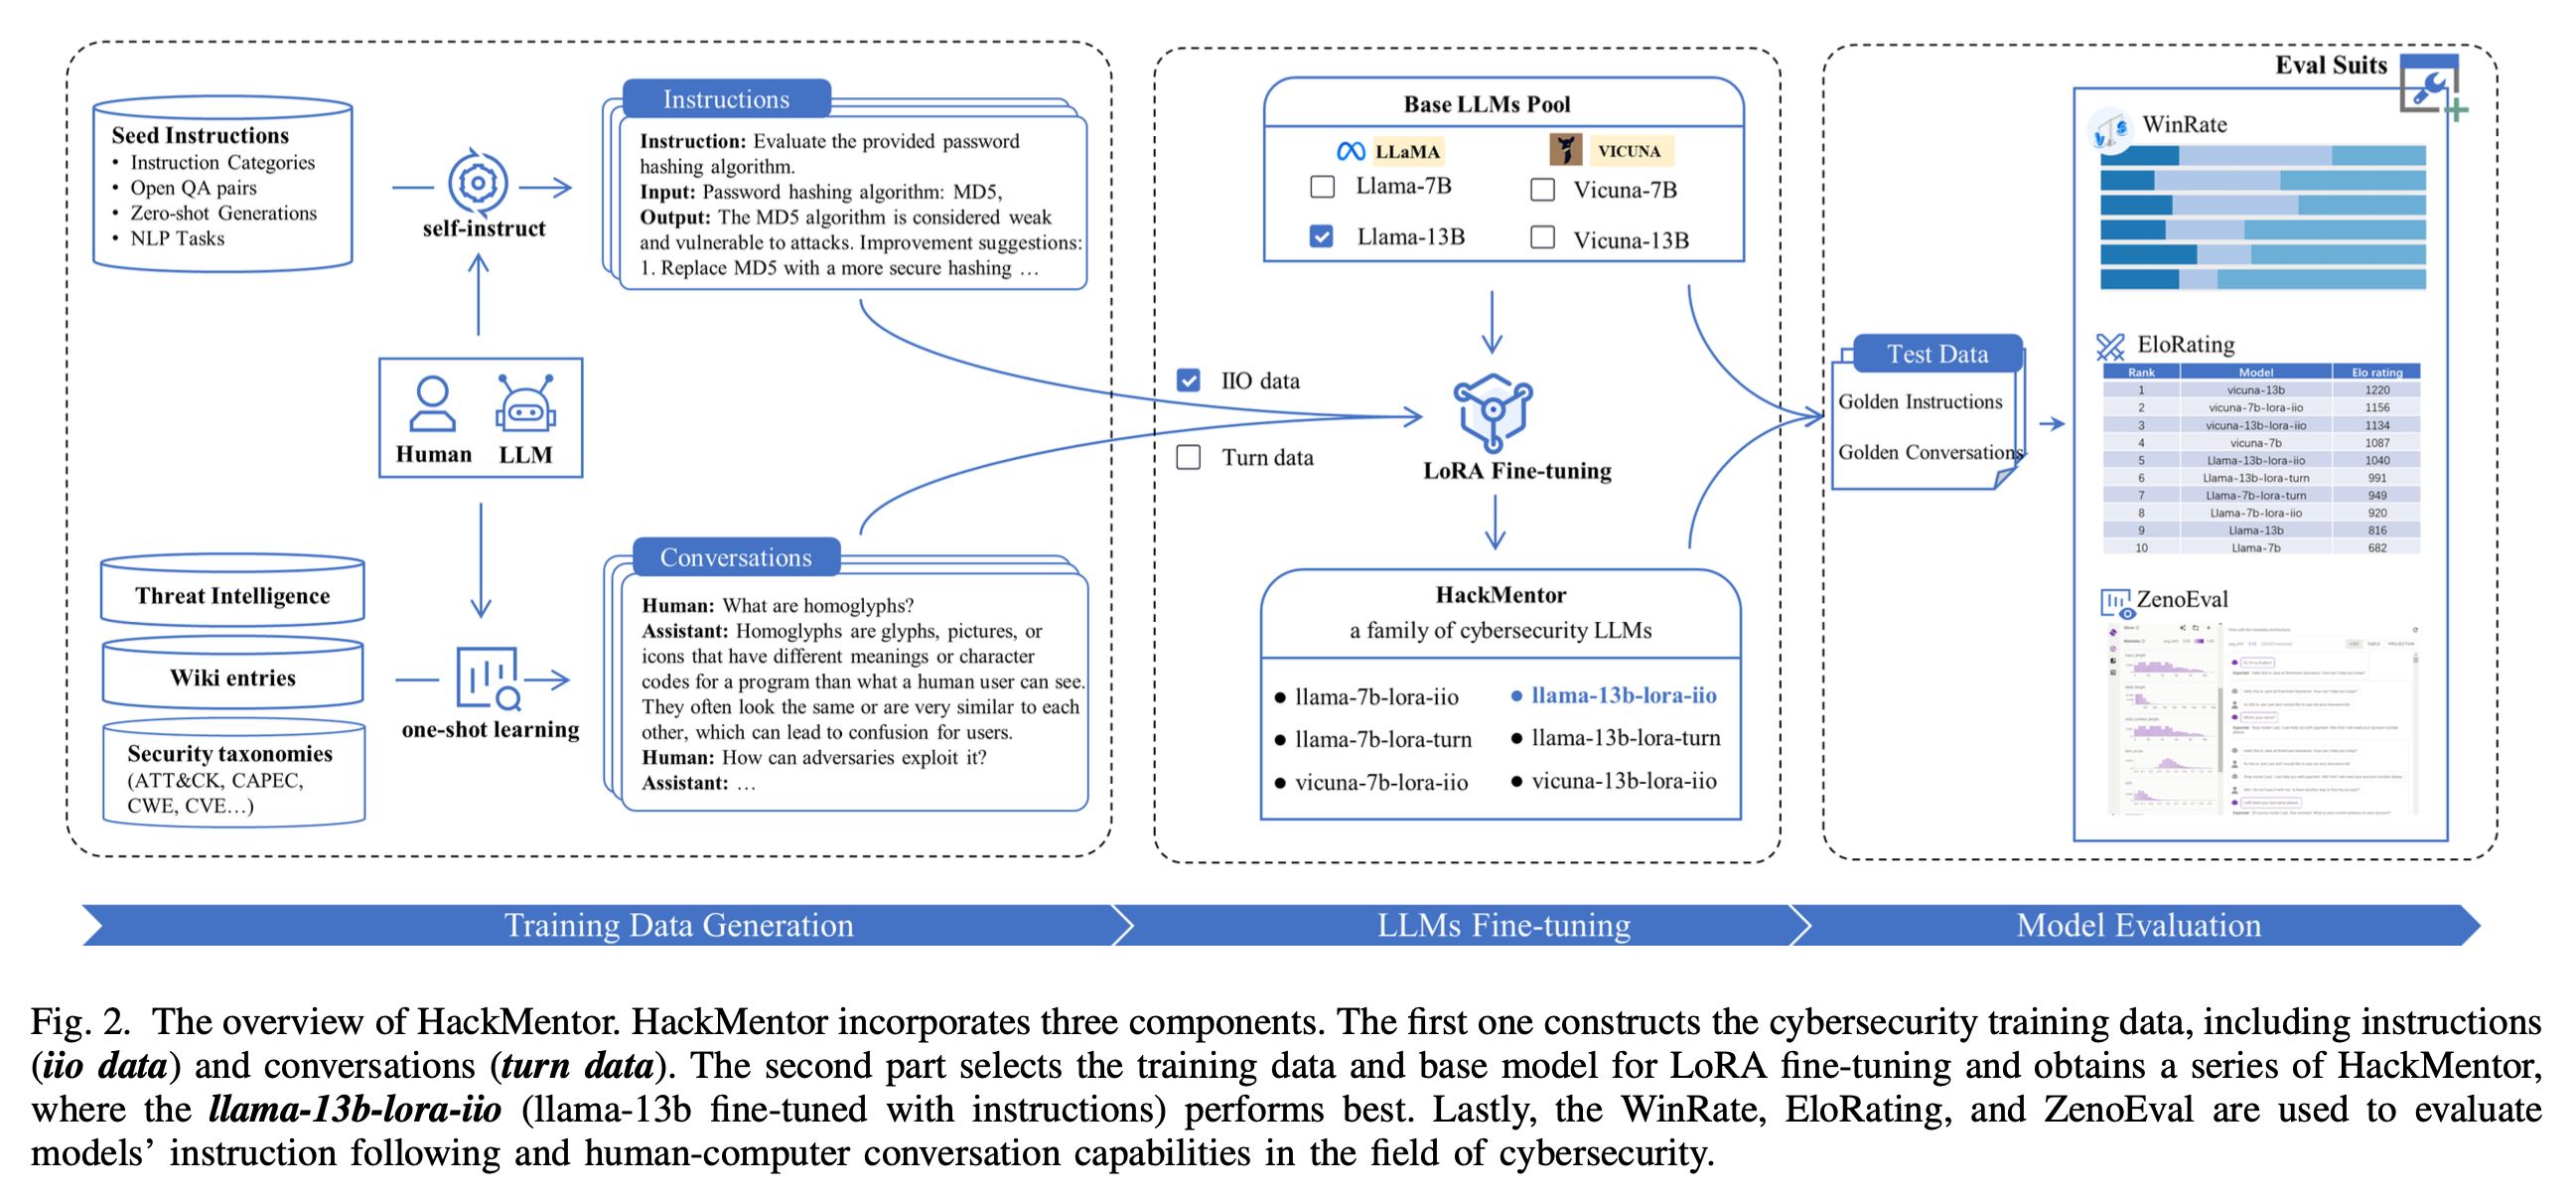 Seed Instructions
• Instruction Categories
• Open QA pairs
• Zero-shot Generations
• NLP Tasks
self-instruct
Human
LLM
Threat Intelligence
Wiki entries
Security taxonomies
(ATT&CK, CAPEC,
CWE, CVE…)
one-shot learning
Instructions
Instruction: Evaluate the provided password
hashing algorithm.
Input: Password hashing algorithm: MD5,
Output: The MD5 algorithm is considered weak
and vulnerable to attacks. Improvement suggestions:
1. Replace MD5 with a more secure hashing …
Conversations
Human: What are homoglyphs?
Assistant: Homoglyphs are glyphs, pictures, or
icons that have different meanings or character
codes for a program than what a human user can see.
They often look the same or are very similar to each
other, which can lead to confusion for users.
Human: How can adversaries exploit it?
Assistant: …
Base LLMs Pool
LLaMA
VICUNA
Llama-7B
Vicuna-7B
Llama-13B
Vicuna-13B
IIO data
Turn data
LoRA Fine-tuning
HackMentor
a family of cybersecurity LLMs
• llama-7b-lora-iio
• llama-13b-lora-iio
• llama-7b-lora-turn
• llama-13b-lora-turn
• vicuna-7b-lora-iio
• vicuna-13b-lora-iio
Test Data
Golden Instructions
Golden Conversations
Eval Suits
VS
WinRate
EloRating
Rank Model Elo rating
1 vicuna-13b 1220
2 vicuna-7b-lora-iio 1156
3 vicuna-13b-lora-iio 1134
4 vicuna-7b 1087
5 Llama-13b-lora-iio 1040
6 Llama-13b-lora-turn 991
7 Llama-7b-lora-turn 949
8 Llama-7b-lora-iio 920
9 Llama-13b 816
10 Llama-7b 682
ZenoEval
Training Data Generation
LLMs Fine-tuning
Model Evaluation
Fig. 2. The overview of HackMentor. HackMentor incorporates three components. The first one constructs the cybersecurity training data, including instructions
(iio data) and conversations (turn data). The second part selects the training data and base model for LoRA fine-tuning and obtains a series of HackMentor,
where the llama-13b-lora-iio (llama-13b fine-tuned with instructions) performs best. Lastly, the WinRate, EloRating, and ZenoEval are used to evaluate
models' instruction following and human-computer conversation capabilities in the field of cybersecurity.